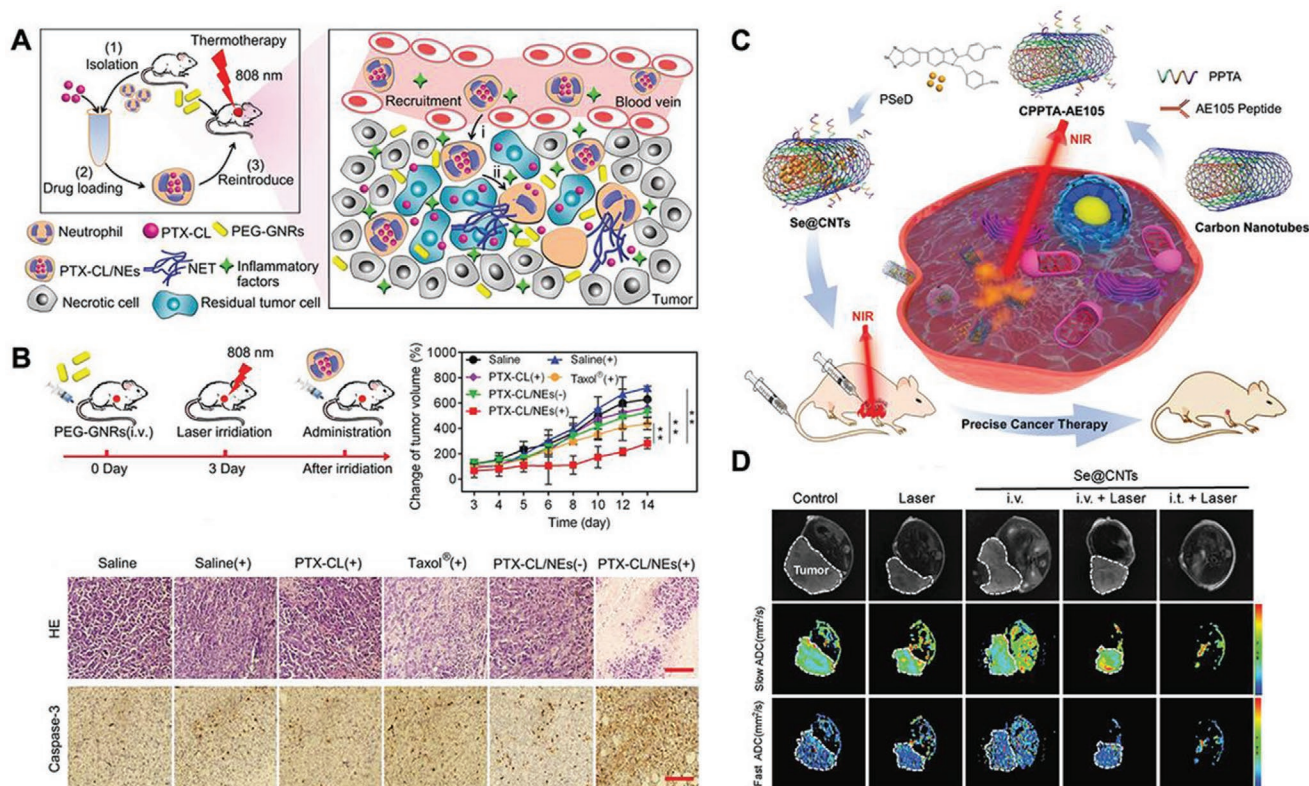 A
(1)
Isolation
Thermotherapy
808 nm
(2)
Drug loading
(3)
Reintroduce
Recruitment
Blood vein
i
ii
Tumor
Neutrophil
PTX-CL
PEG-GNRs
PTX-CL/NEs
NET
Inflammatory
factors
Necrotic cell
Residual tumor cell
B
808 nm
PEG-GNRs(i.v.)
Laser irridiation
Administration
0 Day
3 Day
After irridiation
Change of tumor volume (%)
1000
800
600
400
200
0
Saline
Saline(+)
PTX-CL(+)
Taxol®(+)
PTX-CL/NEs(-)
PTX-CL/NEs(+)
**
**
**
3 4 5 6 8 10 12 14
Time (day)
Saline
Saline(+)
PTX-CL(+)
Taxol®(+)
PTX-CL/NEs(-)
PTX-CL/NEs(+)
HE
Caspase-3
C
PSeD
CPPTA-AE105
PPTA
AE105 Peptide
NIR
Se@CNTs
Carbon Nanotubes
NIR
Precise Cancer Therapy
D
Se@CNTs
Control
Laser
i.v.
i.v. + Laser
i.t. + Laser
Tumor
Slow ADC(mm²/s)
Fast ADC(mm²/s)